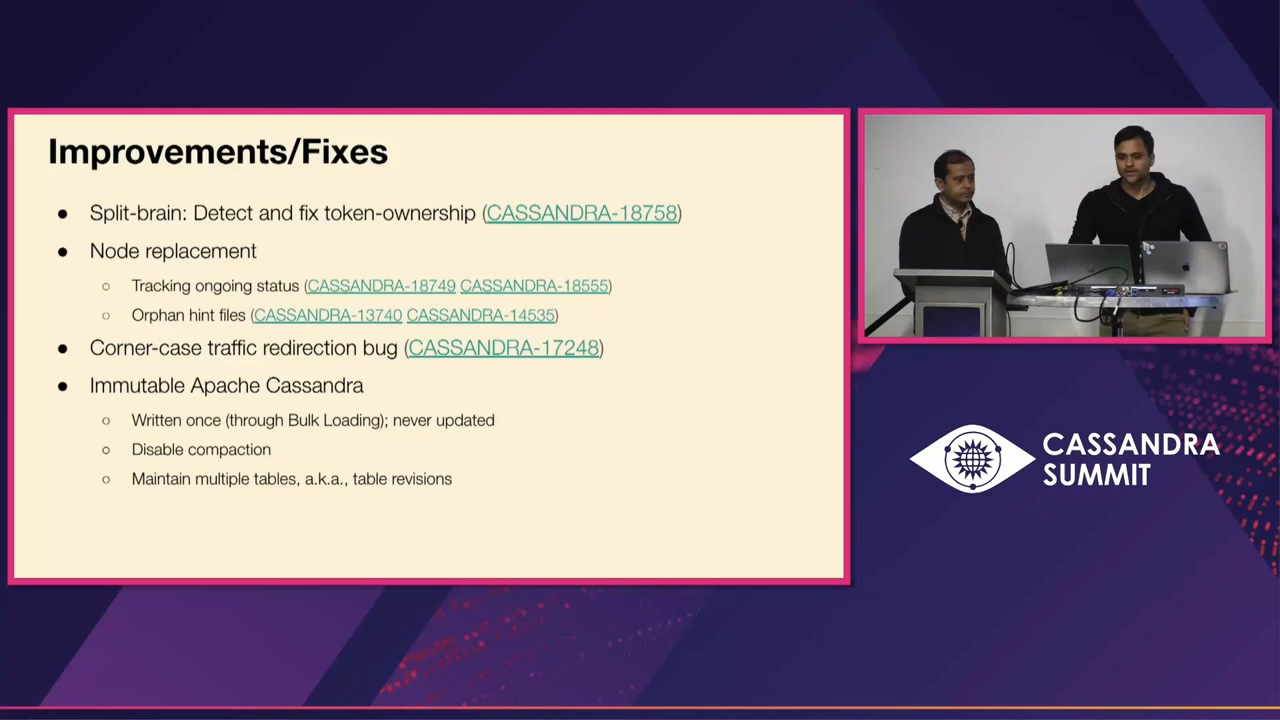 Improvements/Fixes
● Split-brain: Detect and fix token-ownership (CASSANDRA-18758)
● Node replacement
○ Tracking ongoing status (CASSANDRA-18749 CASSANDRA-18555)
○ Orphan hint files (CASSANDRA-13740 CASSANDRA-14535)
● Corner-case traffic redirection bug (CASSANDRA-17248)
● Immutable Apache Cassandra
○ Written once (through Bulk Loading); never updated
○ Disable compaction
○ Maintain multiple tables, a.k.a., table revisions
CASSANDRA
SUMMIT